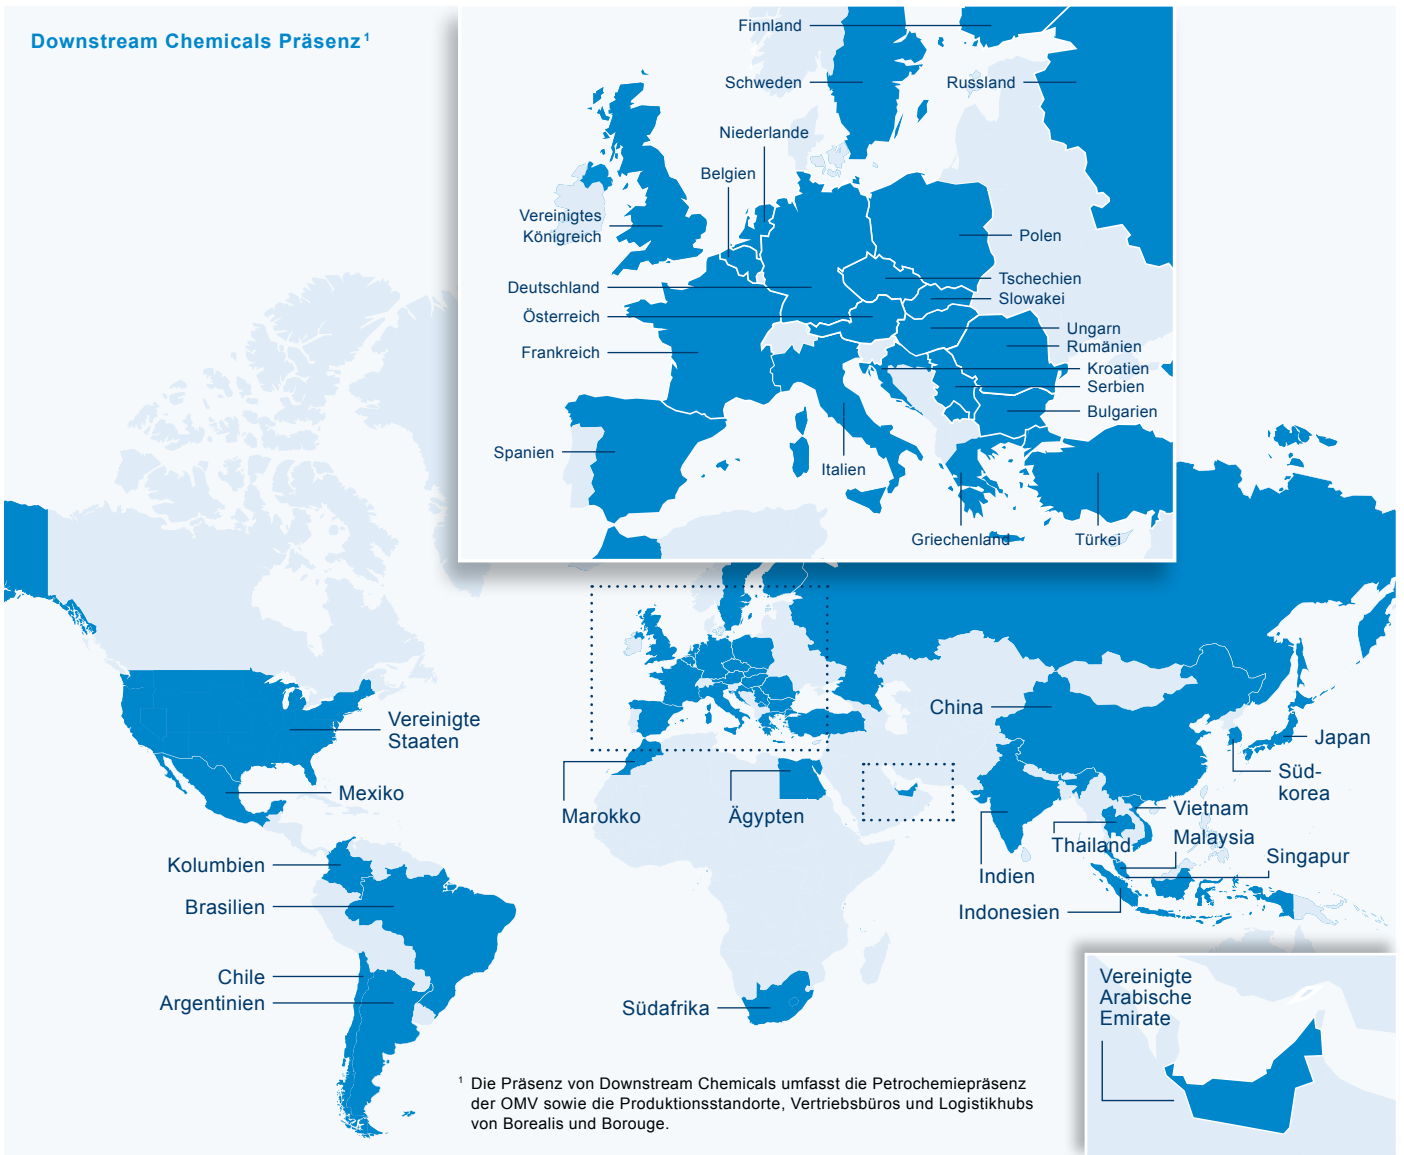 Downstream Chemicals Präsenz¹
Finnland
Schweden
Russland
Niederlande
Belgien
Vereinigtes
Königreich
Polen
Tschechien
Deutschland
Slowakei
Österreich
Ungarn
Rumänien
Frankreich
Kroatien
Serbien
Bulgarien
Spanien
Italien
Griechenland
Türkei
Vereinigte
Staaten
Mexiko
Kolumbien
Brasilien
Chile
Argentinien
Marokko
Ägypten
Südafrika
China
Japan
Süd-
korea
Vietnam
Thailand
Malaysia
Singapur
Indien
Indonesien
Vereinigte
Arabische
Emirate
¹ Die Präsenz von Downstream Chemicals umfasst die Petrochemiepräsenz
der OMV sowie die Produktionsstandorte, Vertriebsbüros und Logistikhubs
von Borealis und Borouge.